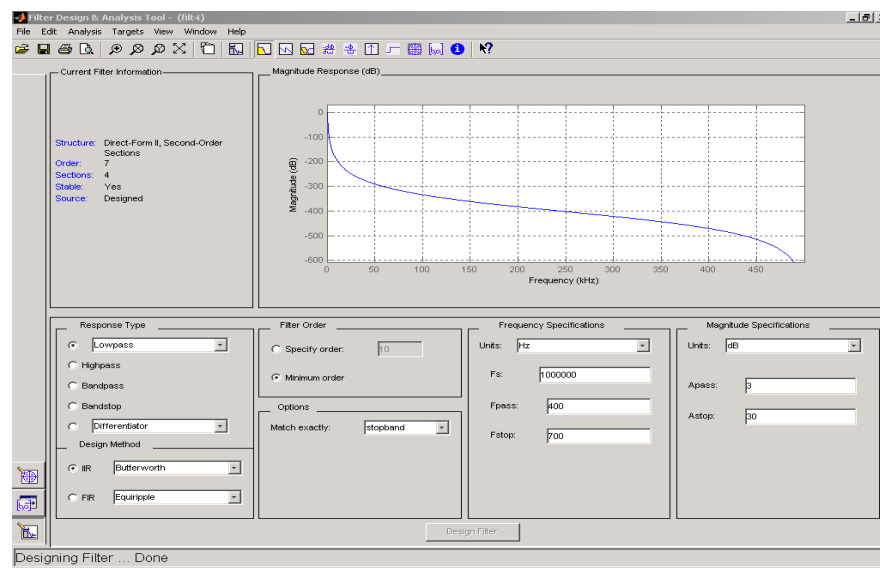 Filter Design & Analysis Tool - (filt4)
File Edit Analysis Targets View Window Help
Current Filter Information
Structure: Direct-Form II, Second-Order
Sections
Order: 7
Sections: 4
Stable: Yes
Source: Designed
Magnitude Response (dB)
Magnitude (dB)
0
-100
-200
-300
-400
-500
-600
0 50 100 150 200 250 300 350 400 450
Frequency (kHz)
Response Type
Lowpass
Highpass
Bandpass
Bandstop
Differentiator
Design Method
IIR Butterworth
FIR Equiripple
Filter Order
Specify order: 10
Minimum order
Options
Match exactly: stopband
Frequency Specifications
Units: Hz
Fs: 1000000
Fpass: 400
Fstop: 700
Magnitude Specifications
Units: dB
Apass: 3
Astop: 30
Design Filter
Designing Filter ... Done